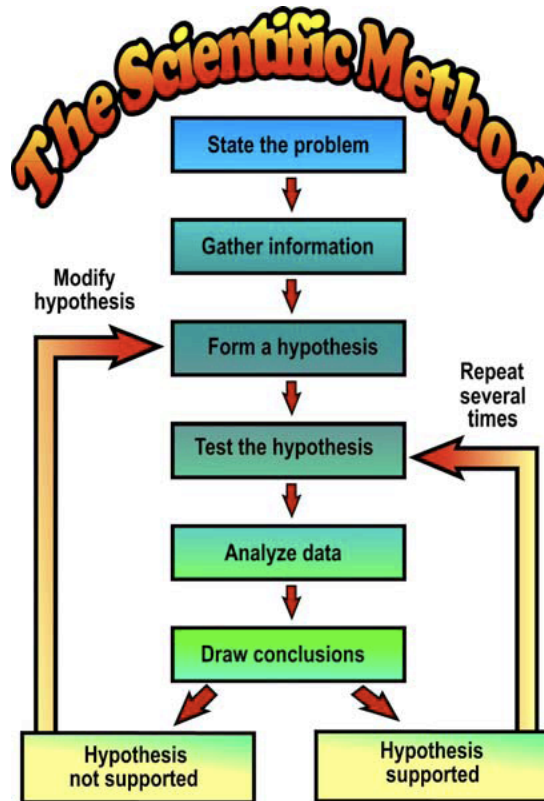 The Scientific Method
State the problem
Gather information
Modify
hypothesis
Form a hypothesis
Repeat
several
times
Test the hypothesis
Analyze data
Draw conclusions
Hypothesis
not supported
Hypothesis
supported